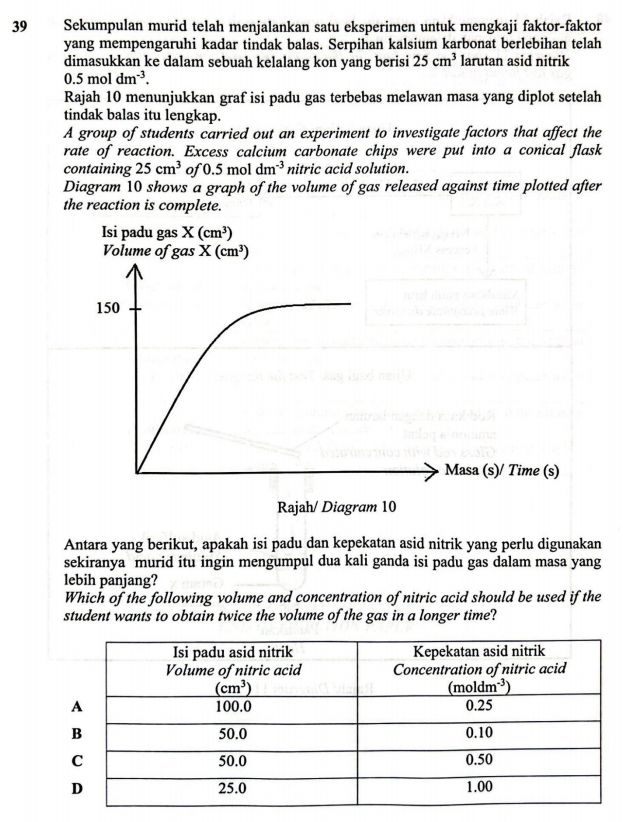 39 Sekumpulan murid telah menjalankan satu eksperimen untuk mengkaji faktor-faktor
yang mempengaruhi kadar tindak balas. Serpihan kalsium karbonat berlebihan telah
dimasukkan ke dalam sebuah kelalang kon yang berisi 25 cm³ larutan asid nitrik
0.5 mol dm⁻³.
Rajah 10 menunjukkan graf isi padu gas terbebas melawan masa yang diplot setelah
tindak balas itu lengkap.
A group of students carried out an experiment to investigate factors that affect the
rate of reaction. Excess calcium carbonate chips were put into a conical flask
containing 25 cm³ of 0.5 mol dm⁻³ nitric acid solution.
Diagram 10 shows a graph of the volume of gas released against time plotted after
the reaction is complete.
Isi padu gas X (cm³)
Volume of gas X (cm³)
150
Masa (s)/ Time (s)
Rajah/ Diagram 10
Antara yang berikut, apakah isi padu dan kepekatan asid nitrik yang perlu digunakan
sekiranya murid itu ingin mengumpul dua kali ganda isi padu gas dalam masa yang
lebih panjang?
Which of the following volume and concentration of nitric acid should be used if the
student wants to obtain twice the volume of the gas in a longer time?
Isi padu asid nitrik Kepekatan asid nitrik
Volume of nitric acid Concentration of nitric acid
(cm³) (moldm⁻³)
A 100.0 0.25
B 50.0 0.10
C 50.0 0.50
D 25.0 1.00